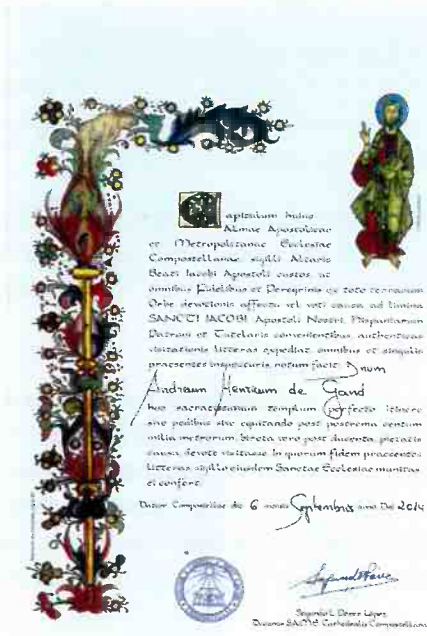 Capitulum huius
Almae Apostolicae
et Metropolitanae Ecclesiae
Compostellanae, sigilli Altaris
Beati Iacobi Apostoli custos, ut
omnibus Fidelibus et Peregrinis ex toto terrarum
Orbe devotionis affectu vel voti causa ad limina
SANCTI IACOBI Apostoli Nostri, Hispaniarum
Patroni et Tutelaris convenientibus, authenticas
visitationis litteras expediat, omnibus et singulis
praesentes inspecturis, notum facit: Dnum
Andream Henricum de Gand
hoc sacratissimum templum, perfecto itinere
sive pedibus sive equitando post postrema centum
milia metrorum, birota vero post ducenta, pietatis
causa, devote visitasse. In quorum fidem praesentes
litteras, sigillo eiusdem Sanctae Ecclesiae munitas,
ei confert.
Datum Compostellae die 6 mensis Septembris anno Dni 2014
Segundo L. Pérez López
Decanus S.A.M.E. Cathedralis Compostellanae